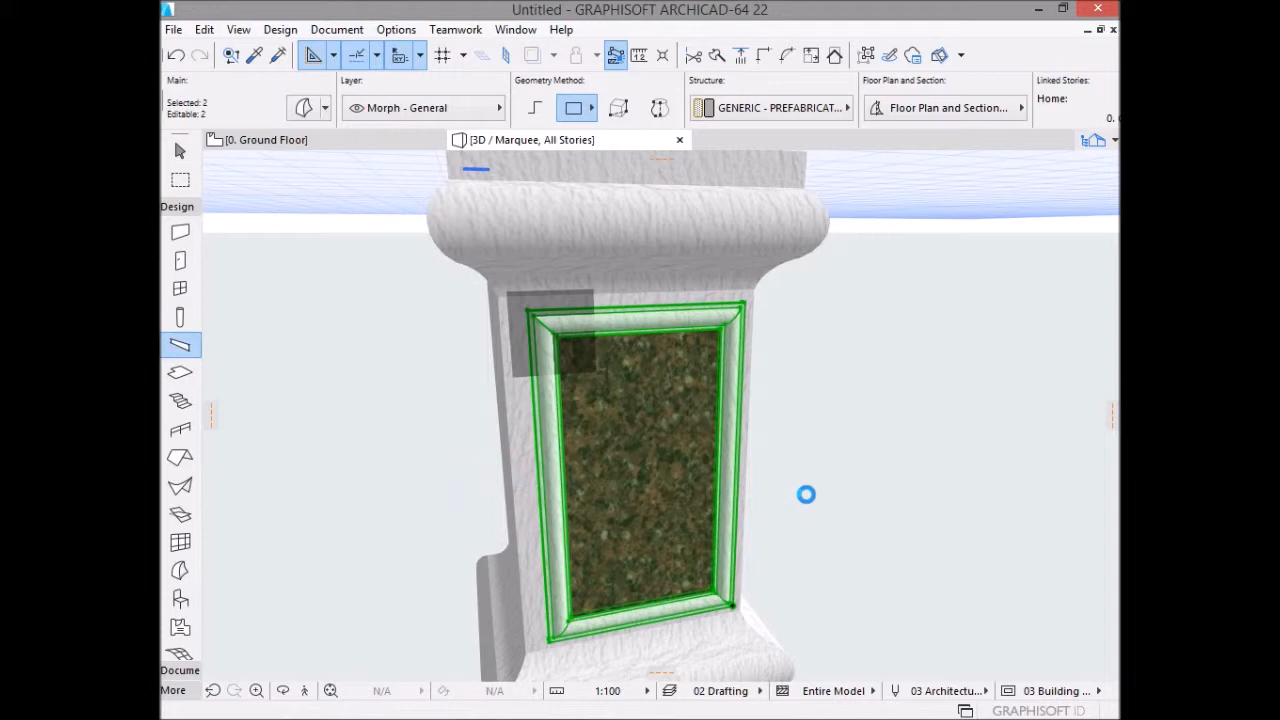 Untitled - GRAPHISOFT ARCHICAD-64 22
File Edit View Design Document Options Teamwork Window Help
Main: Layer: Geometry Method: Structure: Floor Plan and Section: Linked Stories:
Selected: 2
Editable: 2
Morph - General
GENERIC - PREFABRICAT...
Floor Plan and Section...
Home:
0.
[0. Ground Floor]
[3D / Marquee, All Stories]
Design
Docume
More
N/A
N/A
1:100
02 Drafting
Entire Model
03 Architectu...
03 Building ...
GRAPHISOFT ID